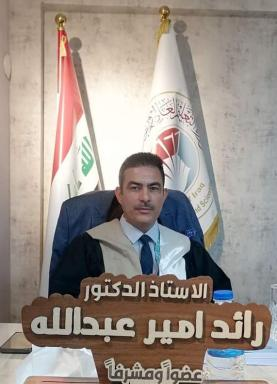 الاستاذ الدكتور
رائد امير عبدالله
عضواً ومشرفاً